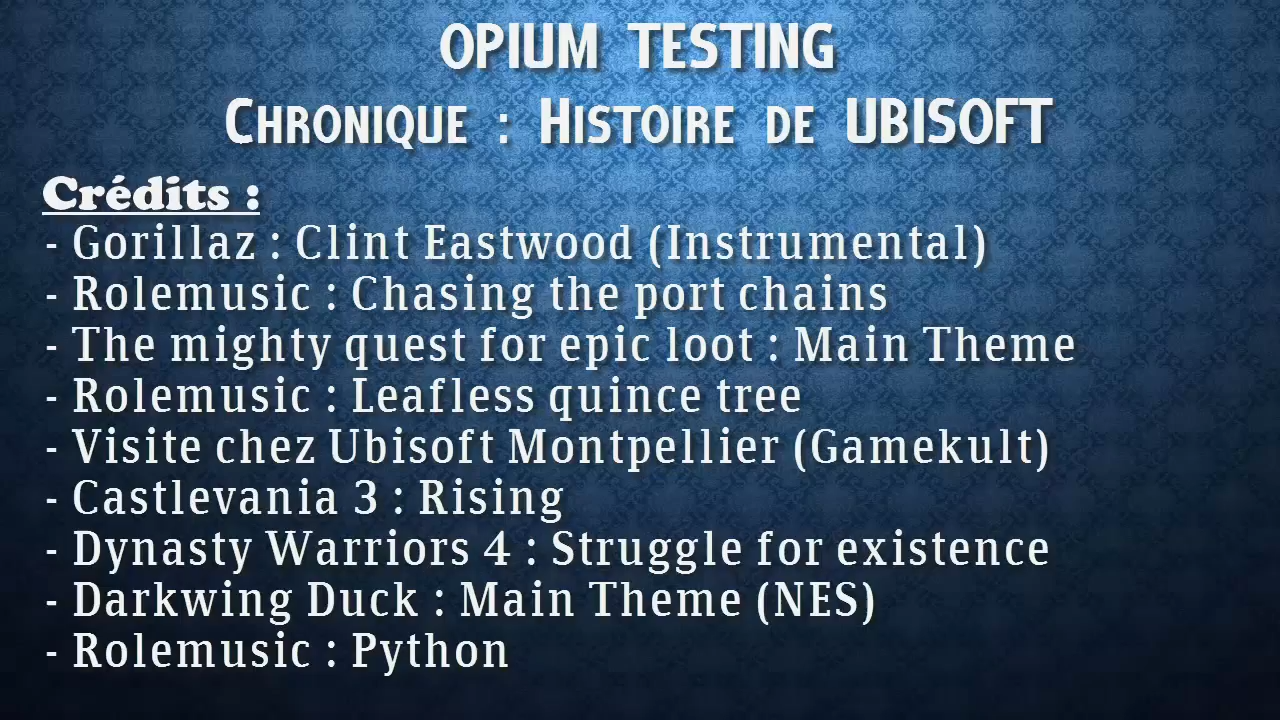 OPIUM TESTING
CHRONIQUE : HISTOIRE DE UBISOFT
Crédits :
- Gorillaz : Clint Eastwood (Instrumental)
- Rolemusic : Chasing the port chains
- The mighty quest for epic loot : Main Theme
- Rolemusic : Leafless quince tree
- Visite chez Ubisoft Montpellier (Gamekult)
- Castlevania 3 : Rising
- Dynasty Warriors 4 : Struggle for existence
- Darkwing Duck : Main Theme (NES)
- Rolemusic : Python